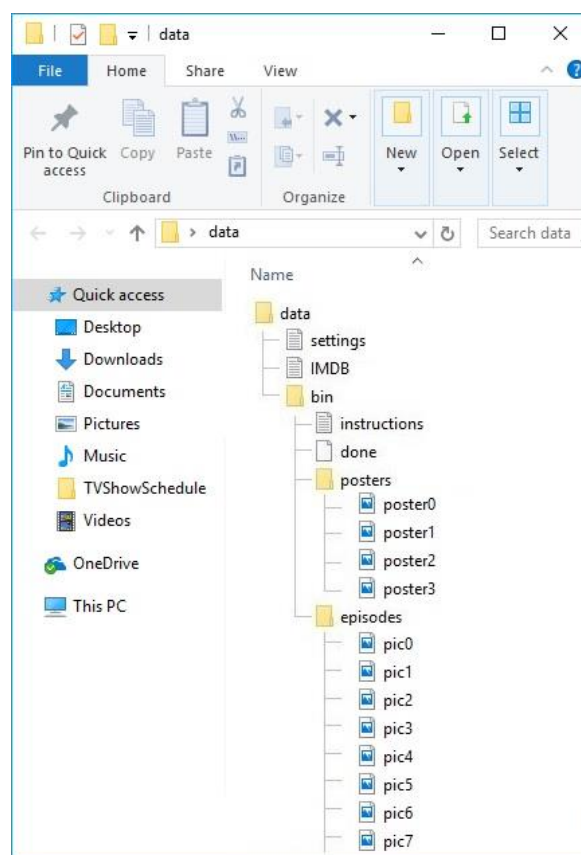 data
File Home Share View
Pin to Quick access Copy Paste New Open Select
Clipboard Organize
data Search data
Name
Quick access
Desktop
Downloads
Documents
Pictures
Music
TVShowSchedule
Videos
OneDrive
This PC
data
settings
IMDB
bin
instructions
done
posters
poster0
poster1
poster2
poster3
episodes
pic0
pic1
pic2
pic3
pic4
pic5
pic6
pic7